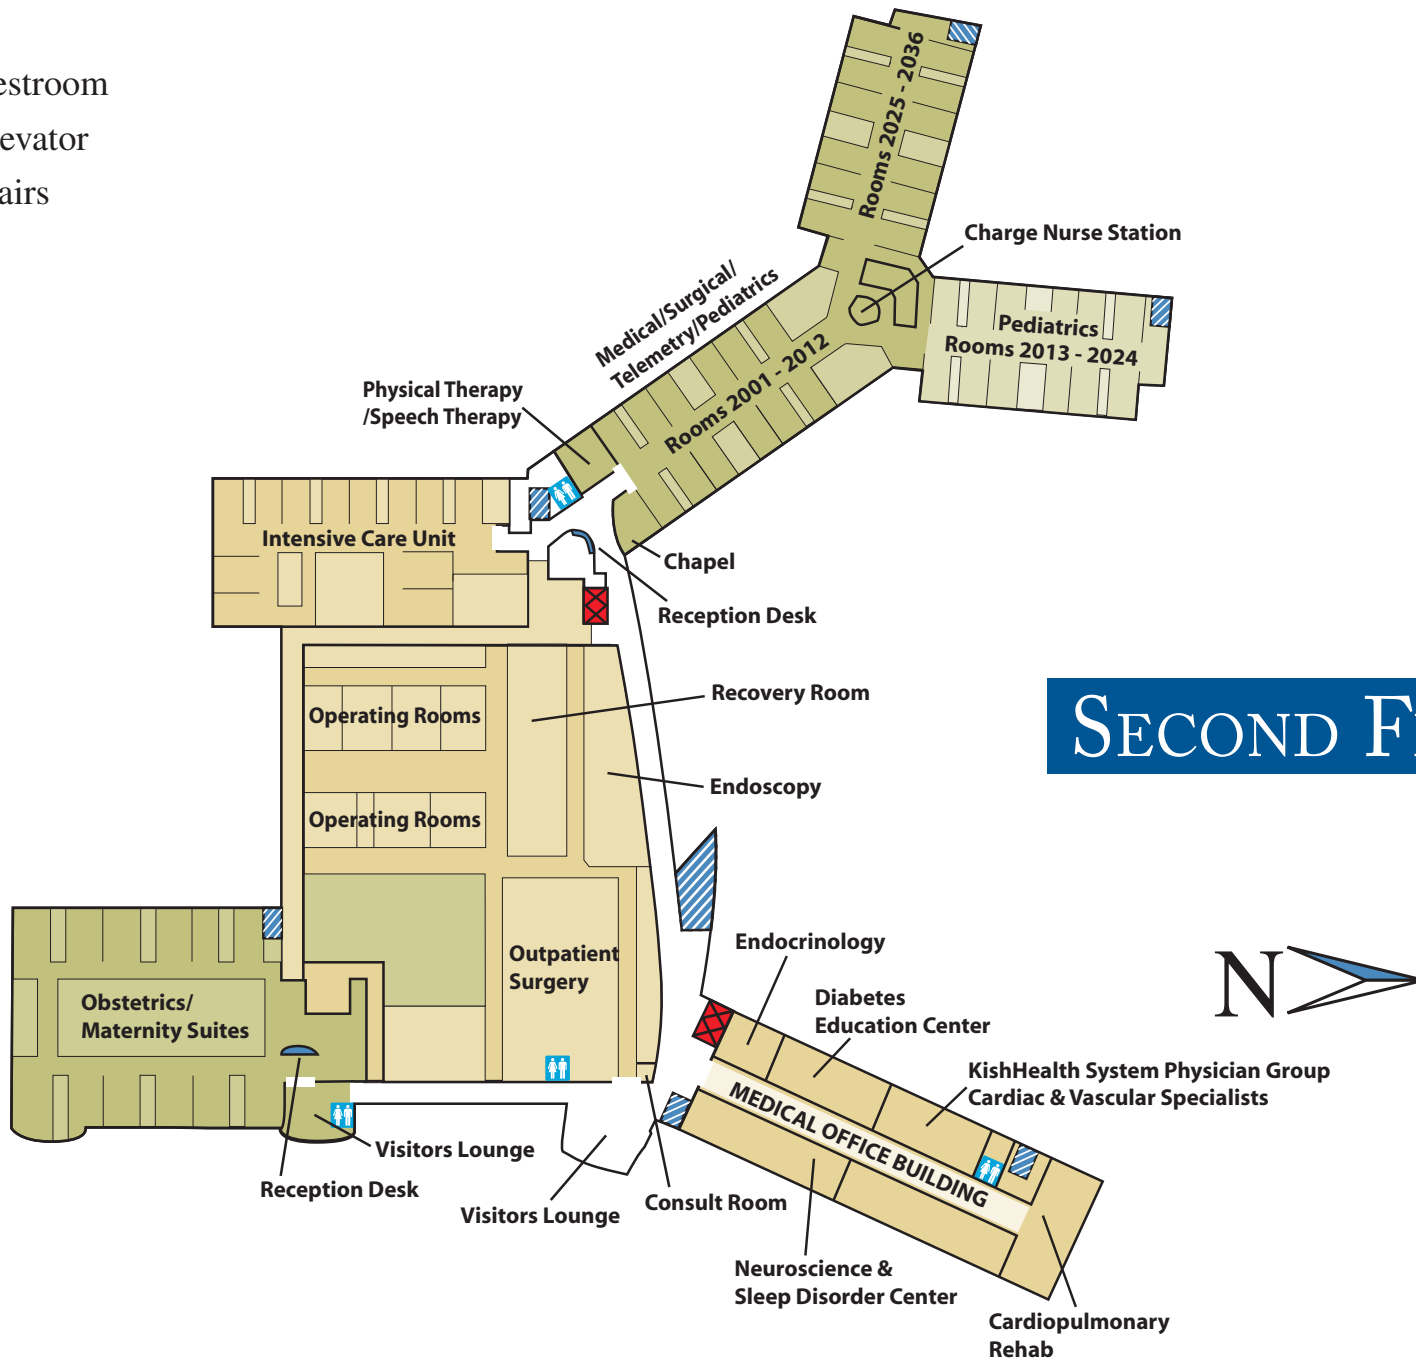 estroom
levator
airs
Rooms 2025 - 2036
Charge Nurse Station
Medical/Surgical/
Telemetry/Pediatrics
Pediatrics
Rooms 2013 - 2024
Rooms 2001 - 2012
Physical Therapy
/Speech Therapy
Intensive Care Unit
Chapel
Reception Desk
Recovery Room
Operating Rooms
Endoscopy
Operating Rooms
SECOND F
Endocrinology
Outpatient
Surgery
Diabetes
Education Center
Obstetrics/
Maternity Suites
N
KishHealth System Physician Group
Cardiac & Vascular Specialists
MEDICAL OFFICE BUILDING
Visitors Lounge
Reception Desk
Visitors Lounge
Consult Room
Neuroscience &
Sleep Disorder Center
Cardiopulmonary
Rehab